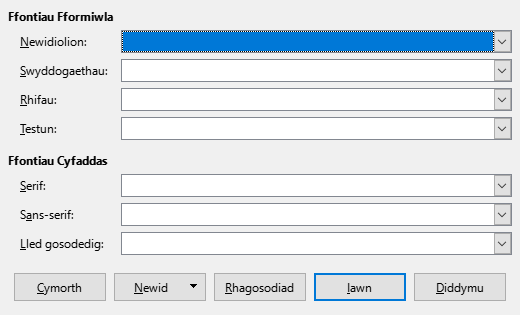 Ffontiau Fformiwla
Newidiolion:
Swyddogaethau:
Rhifau:
Testun:
Ffontiau Cyfaddas
Serif:
Sans-serif:
Lled gosodedig:
Cymorth Newid Rhagosodiad Iawn Diddymu